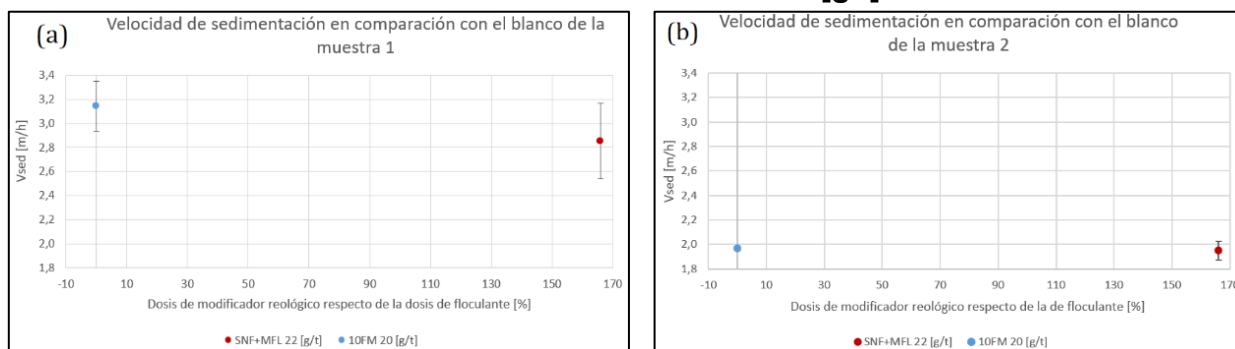 (a)
Velocidad de sedimentación en comparación con el blanco de la
muestra 1
3,4
3,2
3,0
2,8
2,6
2,4
2,2
2,0
1,8
Vsed [m/h]
-10 10 30 50 70 90 110 130 150 170
Dosis de modificador reológico respecto de la dosis de floculante [%]
SNF+MFL 22 [g/t] 10FM 20 [g/t]
(b)
Velocidad de sedimentación en comparación con el blanco
de la muestra 2
3,4
3,2
3,0
2,8
2,6
2,4
2,2
2,0
1,8
Vsed [m/h]
-10 10 30 50 70 90 110 130 150 170
Dosis de modificador reológico respecto de la de floculante [%]
SNF+MFL 22 [g/t] 10FM 20 [g/t]